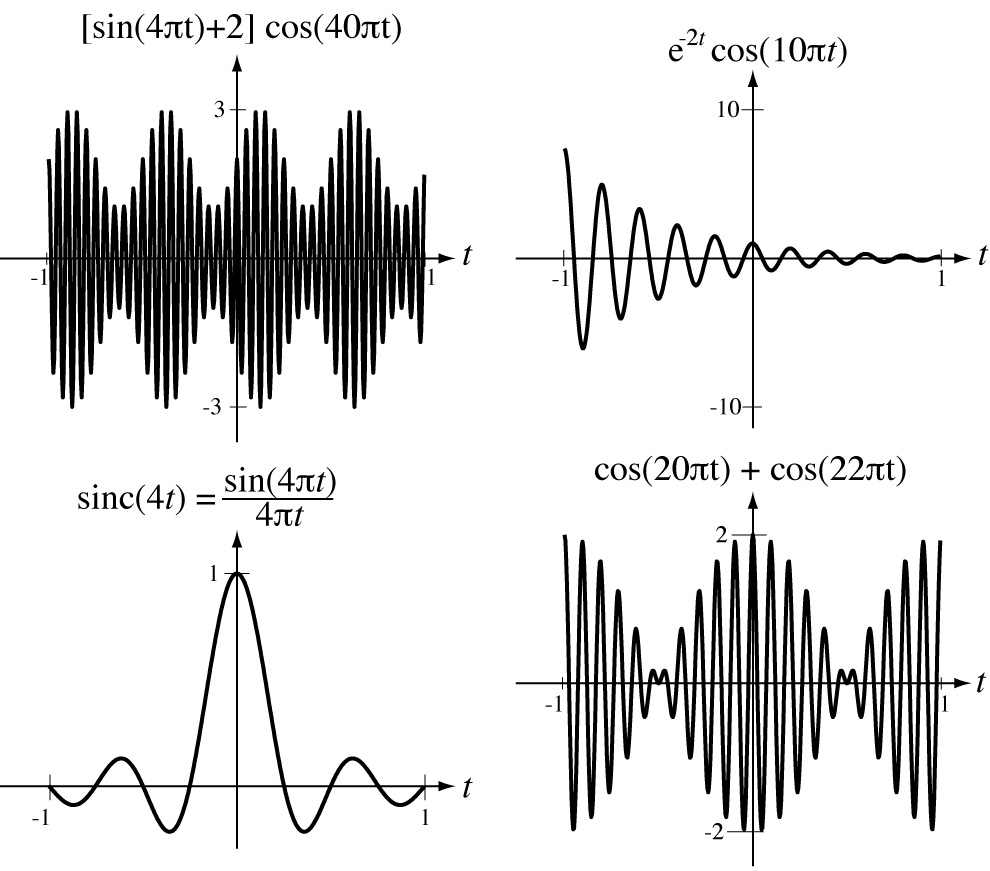 [sin(4πt)+2] cos(40πt)
3
t
-1
1
-3
e^-2t cos(10πt)
10
t
-1
1
-10
sinc(4t) = sin(4πt)
4πt
1
t
-1
1
cos(20πt) + cos(22πt)
2
t
-1
1
-2